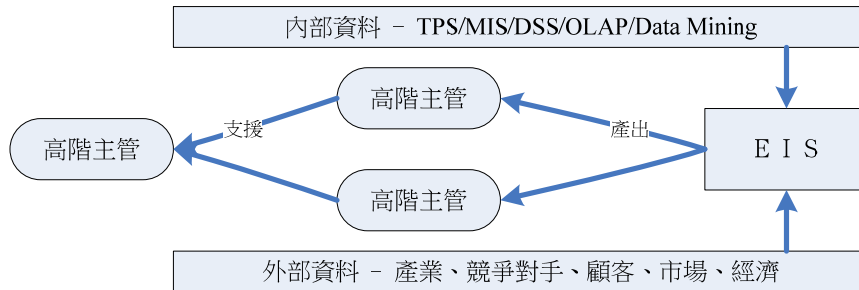 內部資料 － TPS/MIS/DSS/OLAP/Data Mining
高階主管
支援
產出
高階主管
ＥＩＳ
高階主管
外部資料 － 產業、競爭對手、顧客、市場、經濟